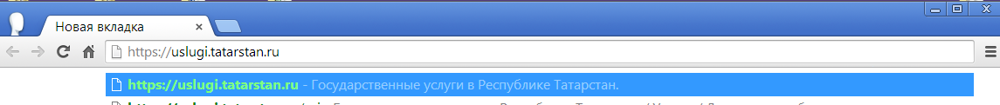 Новая вкладка
https://uslugi.tatarstan.ru
https://uslugi.tatarstan.ru - Государственные услуги в Республике Татарстан.